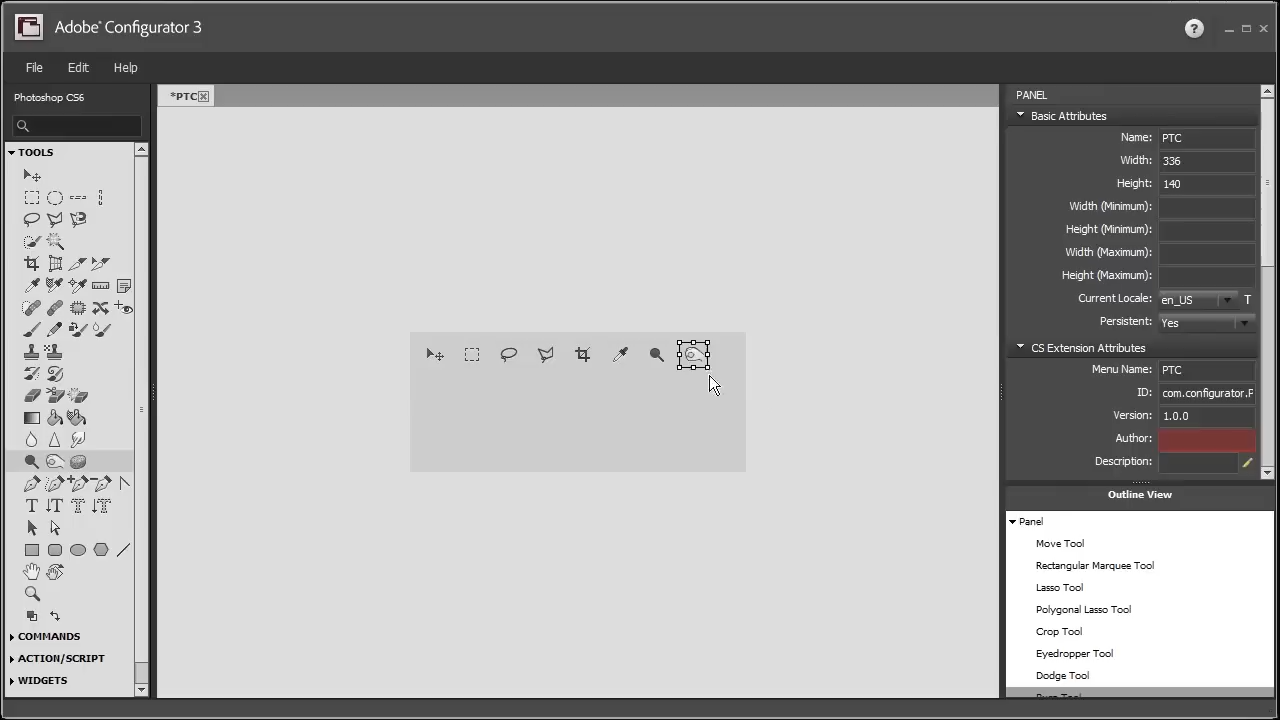 Adobe® Configurator 3
?
File Edit Help
Photoshop CS6
*PTC
TOOLS
COMMANDS
ACTION/SCRIPT
WIDGETS
PANEL
Basic Attributes
Name: PTC
Width: 336
Height: 140
Width (Minimum):
Height (Minimum):
Width (Maximum):
Height (Maximum):
Current Locale: en_US T
Persistent: Yes
CS Extension Attributes
Menu Name: PTC
ID: com.configurator.P
Version: 1.0.0
Author:
Description:
Outline View
Panel
Move Tool
Rectangular Marquee Tool
Lasso Tool
Polygonal Lasso Tool
Crop Tool
Eyedropper Tool
Dodge Tool
Burn Tool